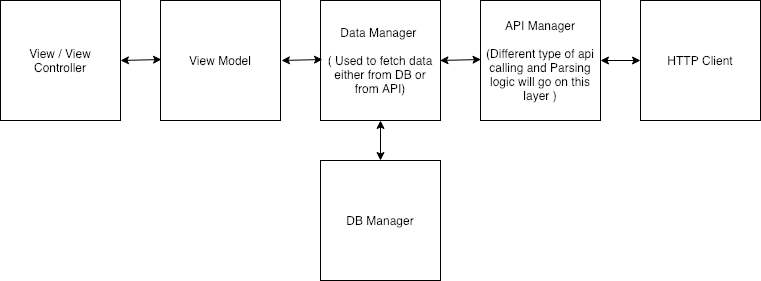 View / View
Controller
View Model
Data Manager
( Used to fetch data
either from DB or
from API)
API Manager
(Different type of api
calling and Parsing
logic will go on this
layer )
HTTP Client
DB Manager